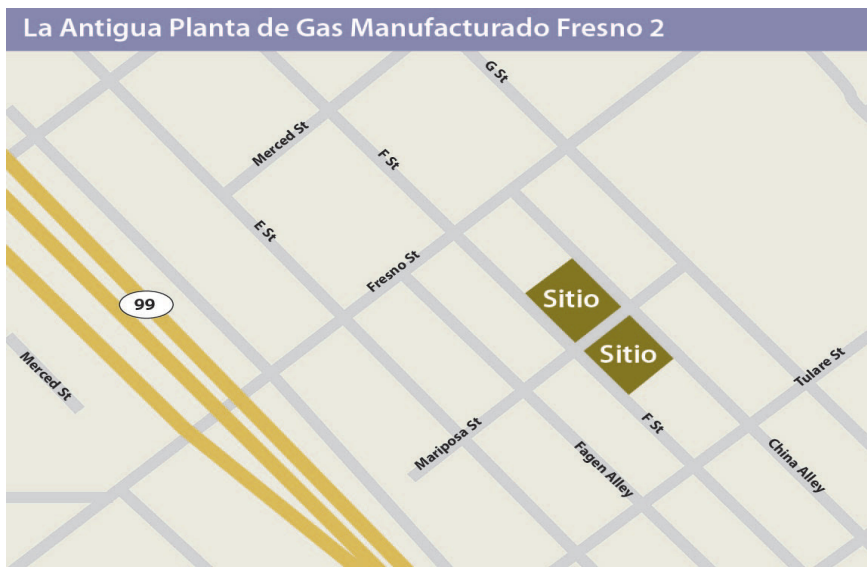 La Antigua Planta de Gas Manufacturado Fresno 2
G St
Merced St
F St
E St
Fresno St
99
Sitio
Sitio
Merced St
Tulare St
F St
Mariposa St
Fagen Alley
China Alley